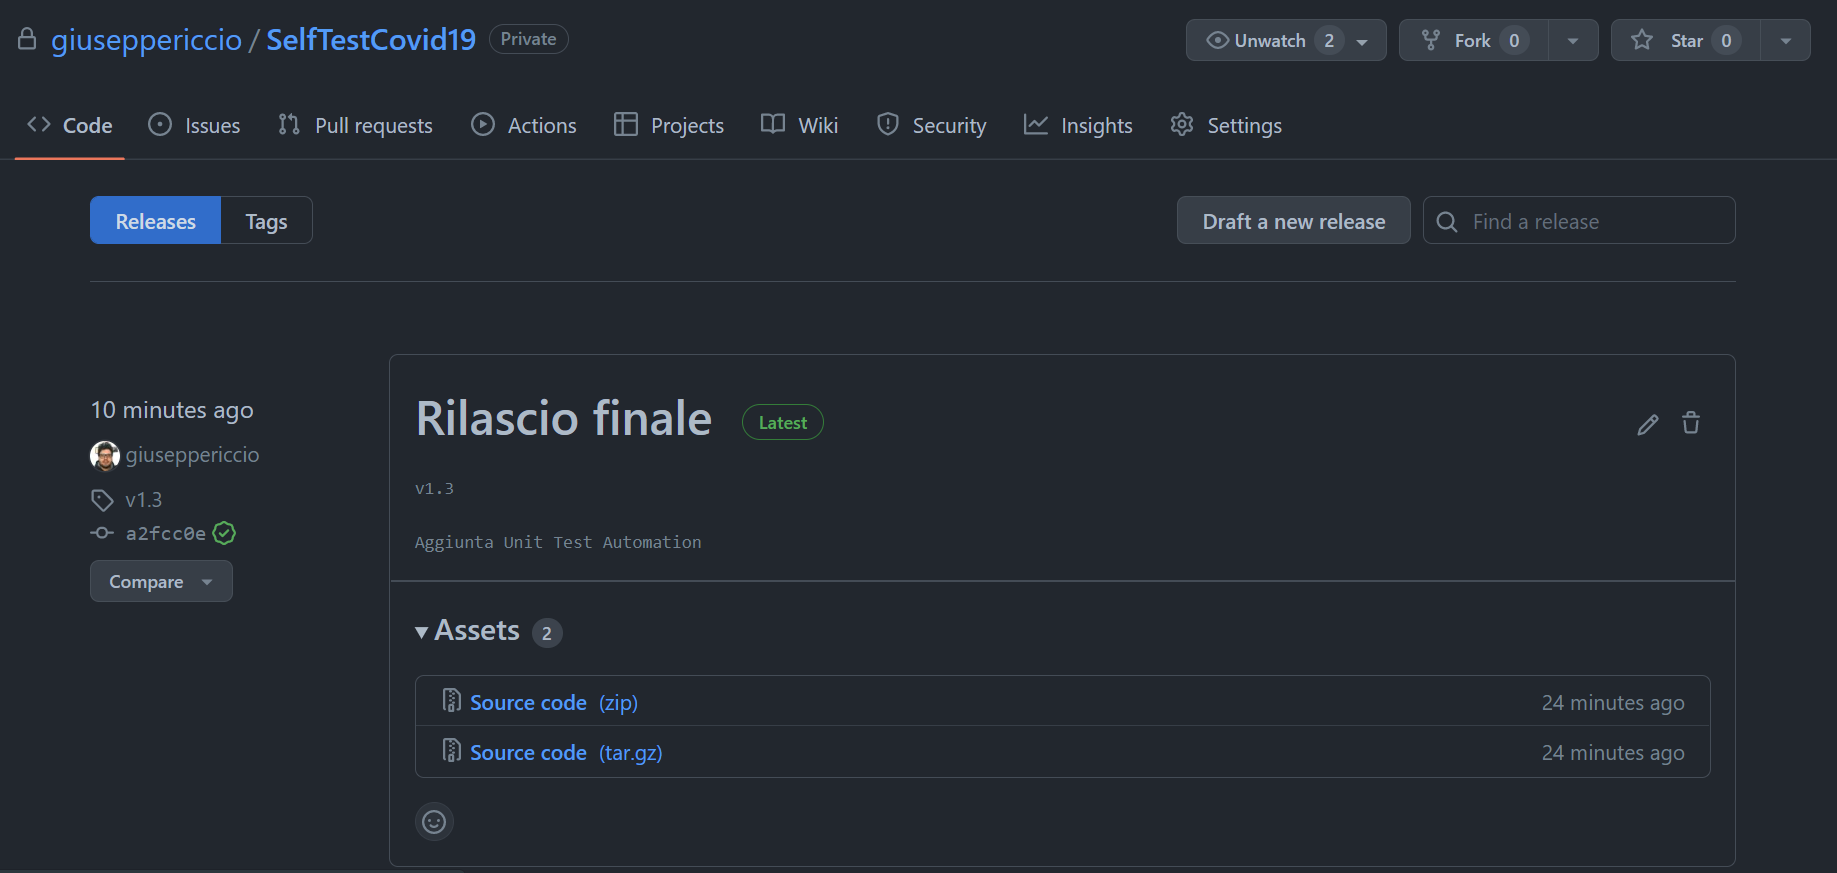 giuseppericcio / SelfTestCovid19 Private
Unwatch 2 Fork 0 Star 0
Code Issues Pull requests Actions Projects Wiki Security Insights Settings
Releases Tags
Draft a new release Find a release
10 minutes ago
giuseppericcio
v1.3
a2fcc0e
Compare
Rilascio finale Latest
v1.3
Aggiunta Unit Test Automation
Assets 2
Source code (zip) 24 minutes ago
Source code (tar.gz) 24 minutes ago